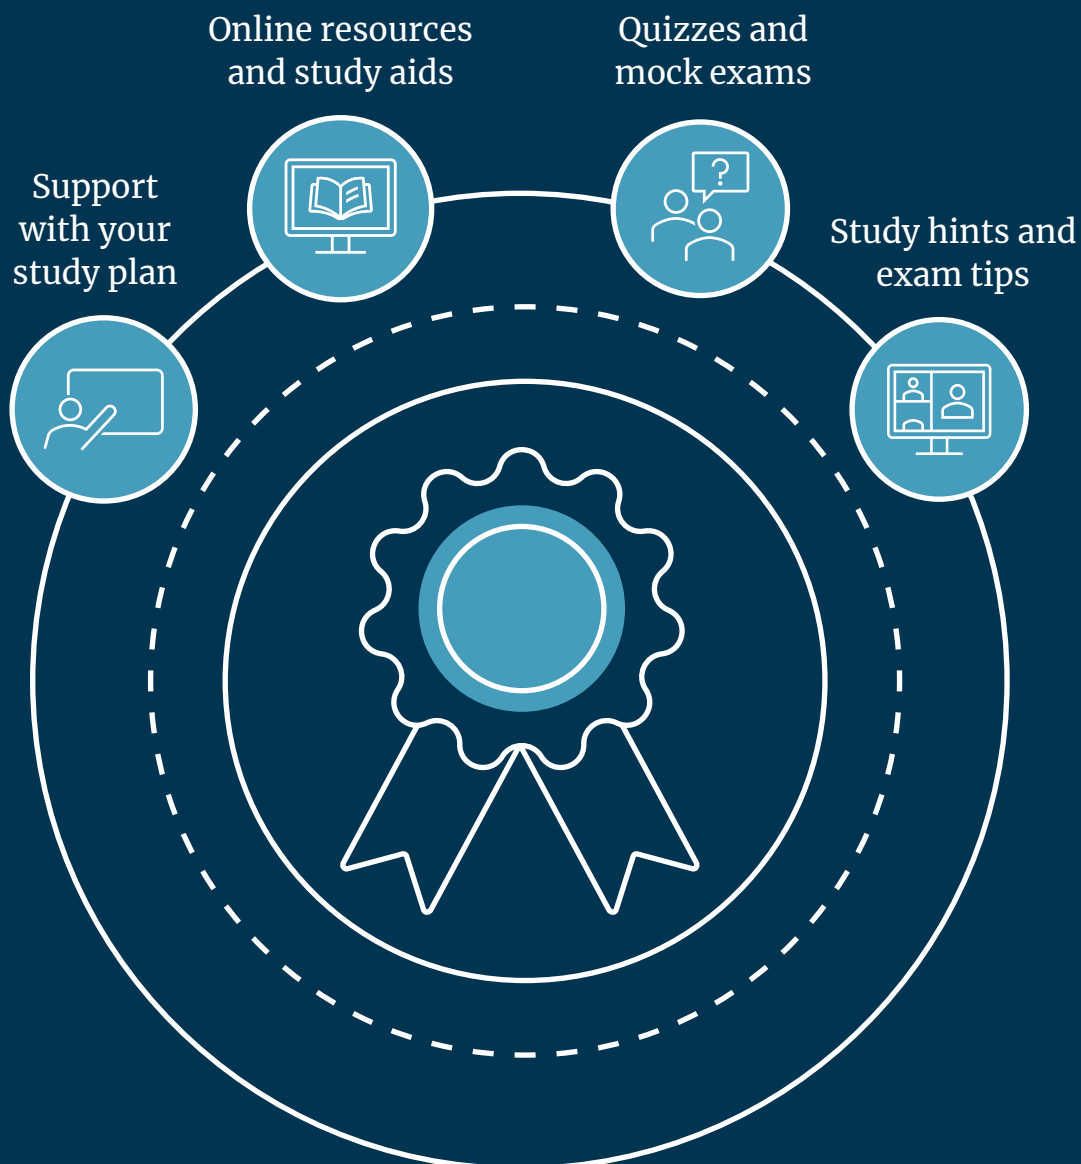 Online resources
and study aids
Quizzes and
mock exams
Support
with your
study plan
Study hints and
exam tips
?